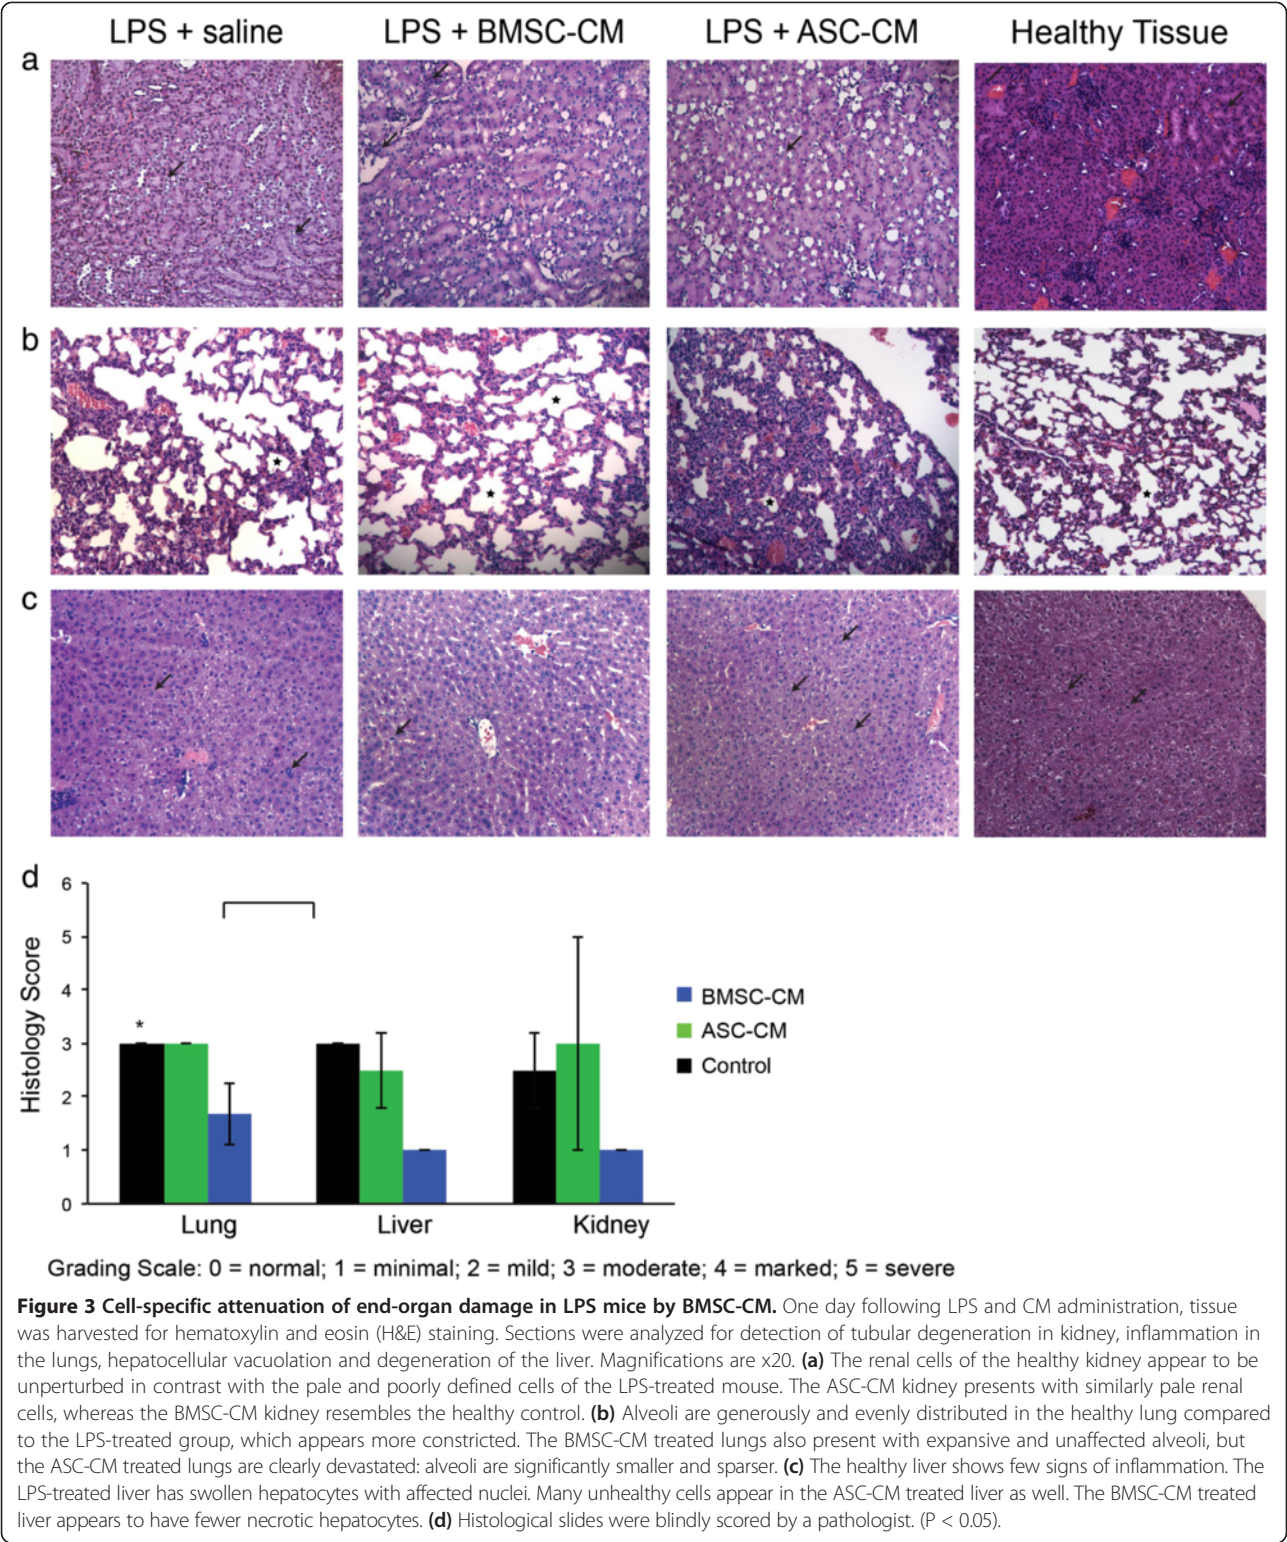 LPS + saline
LPS + BMSC-CM
LPS + ASC-CM
Healthy Tissue
a
b
c
d
6
5
4
3
2
1
0
Histology Score
*
BMSC-CM
ASC-CM
Control
Lung
Liver
Kidney
Grading Scale: 0 = normal; 1 = minimal; 2 = mild; 3 = moderate; 4 = marked; 5 = severe
Figure 3 Cell-specific attenuation of end-organ damage in LPS mice by BMSC-CM. One day following LPS and CM administration, tissue
was harvested for hematoxylin and eosin (H&E) staining. Sections were analyzed for detection of tubular degeneration in kidney, inflammation in
the lungs, hepatocellular vacuolation and degeneration of the liver. Magnifications are x20. (a) The renal cells of the healthy kidney appear to be
unperturbed in contrast with the pale and poorly defined cells of the LPS-treated mouse. The ASC-CM kidney presents with similarly pale renal
cells, whereas the BMSC-CM kidney resembles the healthy control. (b) Alveoli are generously and evenly distributed in the healthy lung compared
to the LPS-treated group, which appears more constricted. The BMSC-CM treated lungs also present with expansive and unaffected alveoli, but
the ASC-CM treated lungs are clearly devastated: alveoli are significantly smaller and sparser. (c) The healthy liver shows few signs of inflammation. The
LPS-treated liver has swollen hepatocytes with affected nuclei. Many unhealthy cells appear in the ASC-CM treated liver as well. The BMSC-CM treated
liver appears to have fewer necrotic hepatocytes. (d) Histological slides were blindly scored by a pathologist. (P < 0.05).